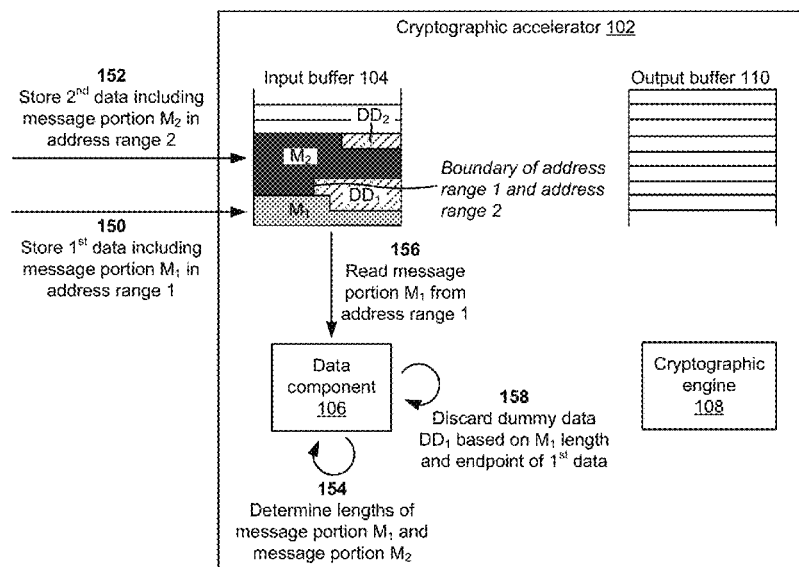 Cryptographic accelerator 102
152
Store 2nd data including
message portion M2 in
address range 2
Input buffer 104
DD2
M2
Boundary of address
range 1 and address
range 2
DD1
M1
Output buffer 110
150
Store 1st data including
message portion M1 in
address range 1
156
Read message
portion M1 from
address range 1
Data
component
106
158
Discard dummy data
DD1 based on M1 length
and endpoint of 1st data
Cryptographic
engine
108
154
Determine lengths of
message portion M1 and
message portion M2